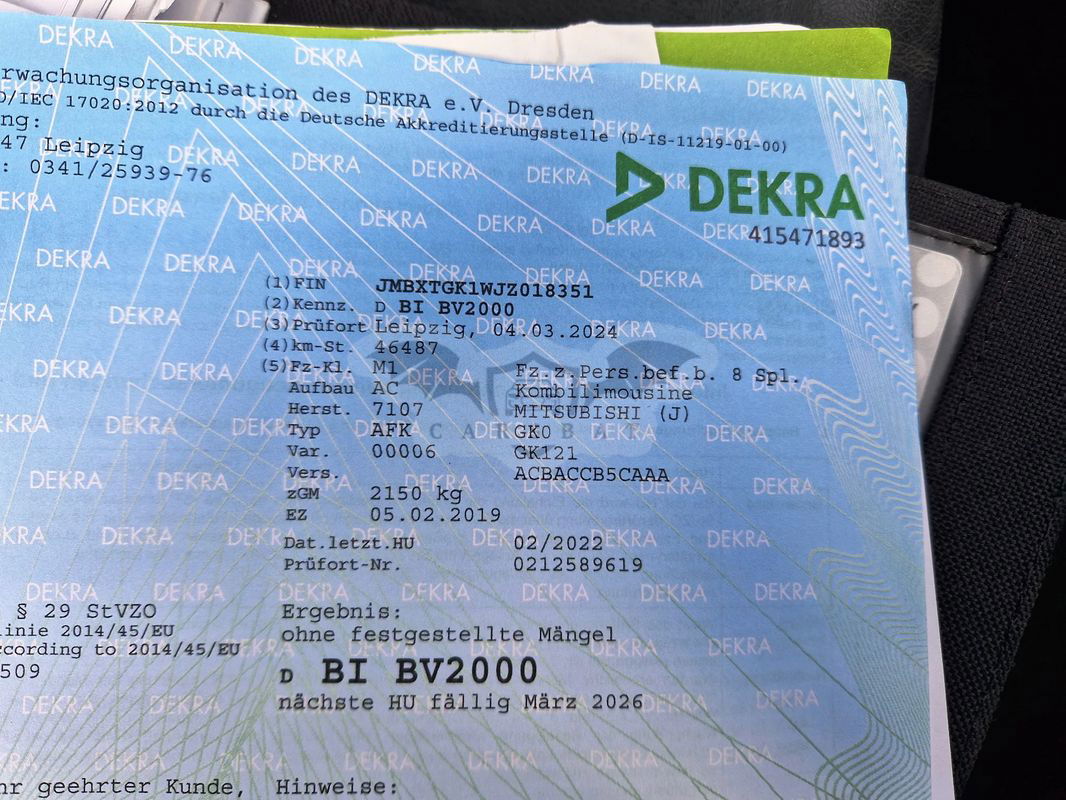 rwachungsorganisation des DEKRA e.V. Dresden
O/IEC 17020:2012 durch die Deutsche Akkreditierungsstelle (D-IS-11219-01-00)
ng:
47 Leipzig
: 0341/25939-76
DEKRA
415471893
(1)FIN JMBXTGK1WJZ018351
(2)Kennz. D BI BV2000
(3)Prüfort Leipzig, 04.03.2024
(4)km-St. 46487
(5)Fz-Kl. M1 Fz.z.Pers.bef.b. 8 Spl.
Aufbau AC Kombilimousine
Herst. 7107 MITSUBISHI (J)
Typ AFK GK0
Var. 00006 GK121
Vers. ACBACCB5CAAA
zGM 2150 kg
EZ 05.02.2019
Dat.letzt.HU 02/2022
Prüfort-Nr. 0212589619
§ 29 StVZO
inie 2014/45/EU
ccording to 2014/45/EU
509
Ergebnis:
ohne festgestellte Mängel
D BI BV2000
nächste HU fällig März 2026
hr geehrter Kunde,
Hinweise: